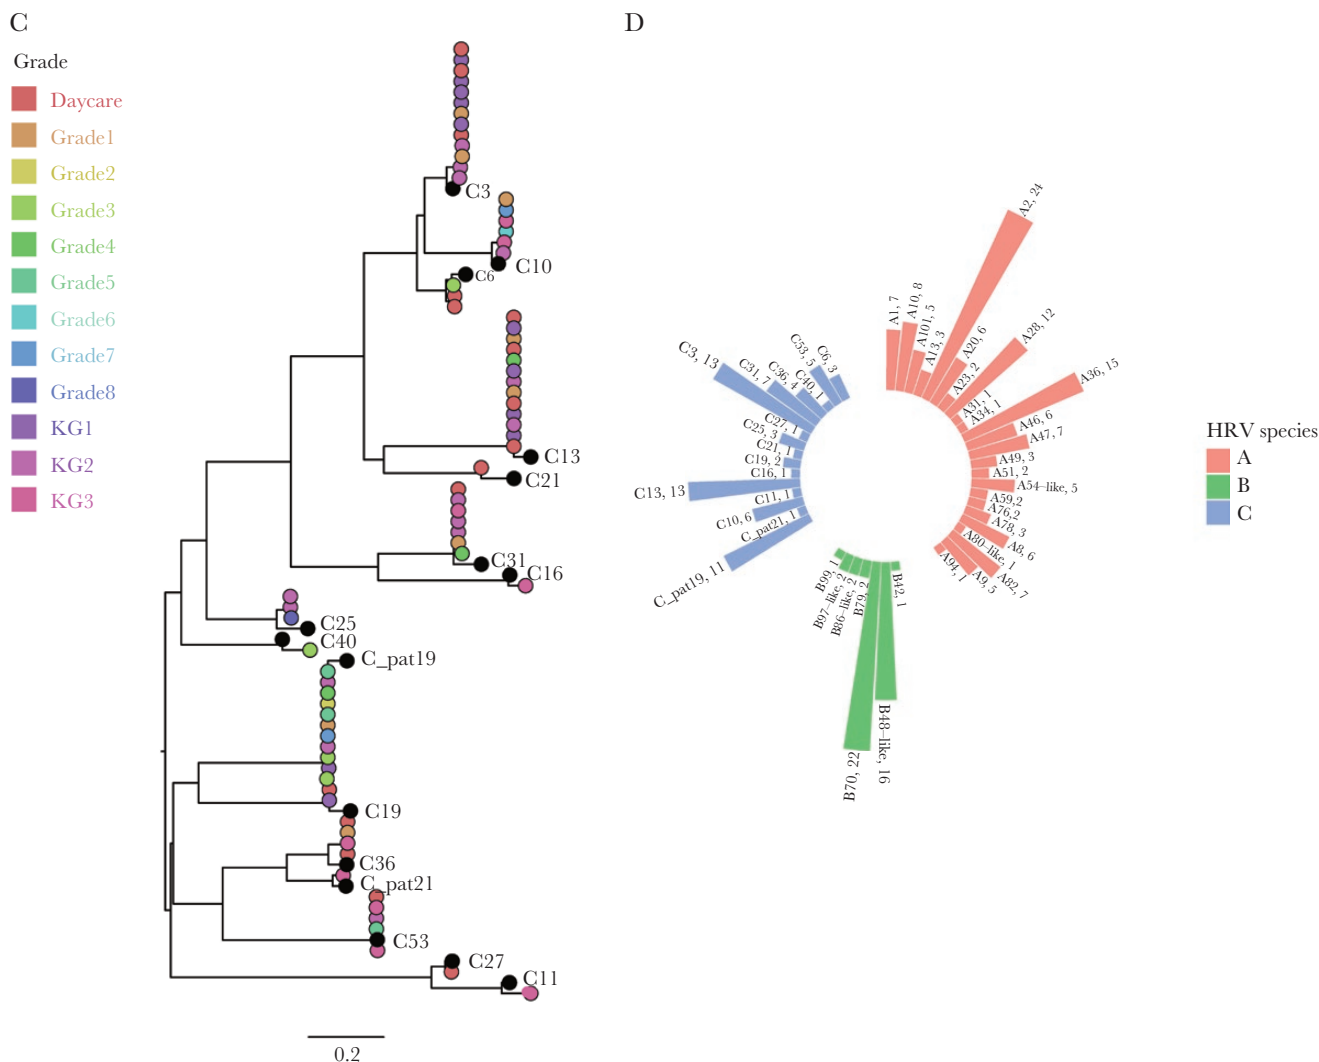 C
Grade
Daycare
Grade1
Grade2
Grade3
Grade4
Grade5
Grade6
Grade7
Grade8
KG1
KG2
KG3
C3
C10
C6
C13
C21
C31
C16
C25
C40
C_pat19
C19
C36
C_pat21
C53
C27
C11
0.2
D
A1, 7
A10, 8
A101, 5
A13, 3
A2, 24
A20, 6
A23, 2
A28, 12
A31, 1
A34, 1
A36, 15
A46, 6
A47, 7
A49, 3
A51, 2
A54–like, 5
A59,2
A76,2
A78, 3
A8, 6
A80–like, 1
A82, 7
A9, 5
A94, 1
B42, 1
B48–like, 16
B70, 22
B79, 2
B86–like, 2
B97–like, 2
B99, 1
C_pat19, 11
C_pat21, 1
C10, 6
C11, 1
C13, 13
C16, 1
C19, 2
C21, 1
C25, 3
C27, 1
C3, 13
C31, 7
C36, 4
C40, 1
C53, 5
C6, 3
HRV species
A
B
C